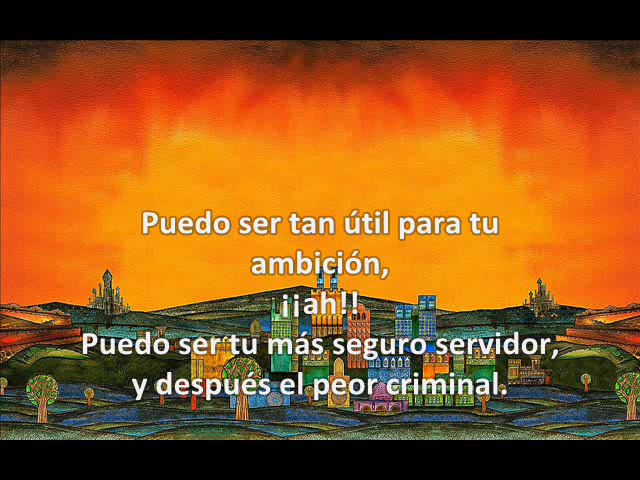 Puedo ser tan útil para tu
ambición,
¡¡ah!!
Puedo ser tu más seguro servidor,
y después el peor criminal.